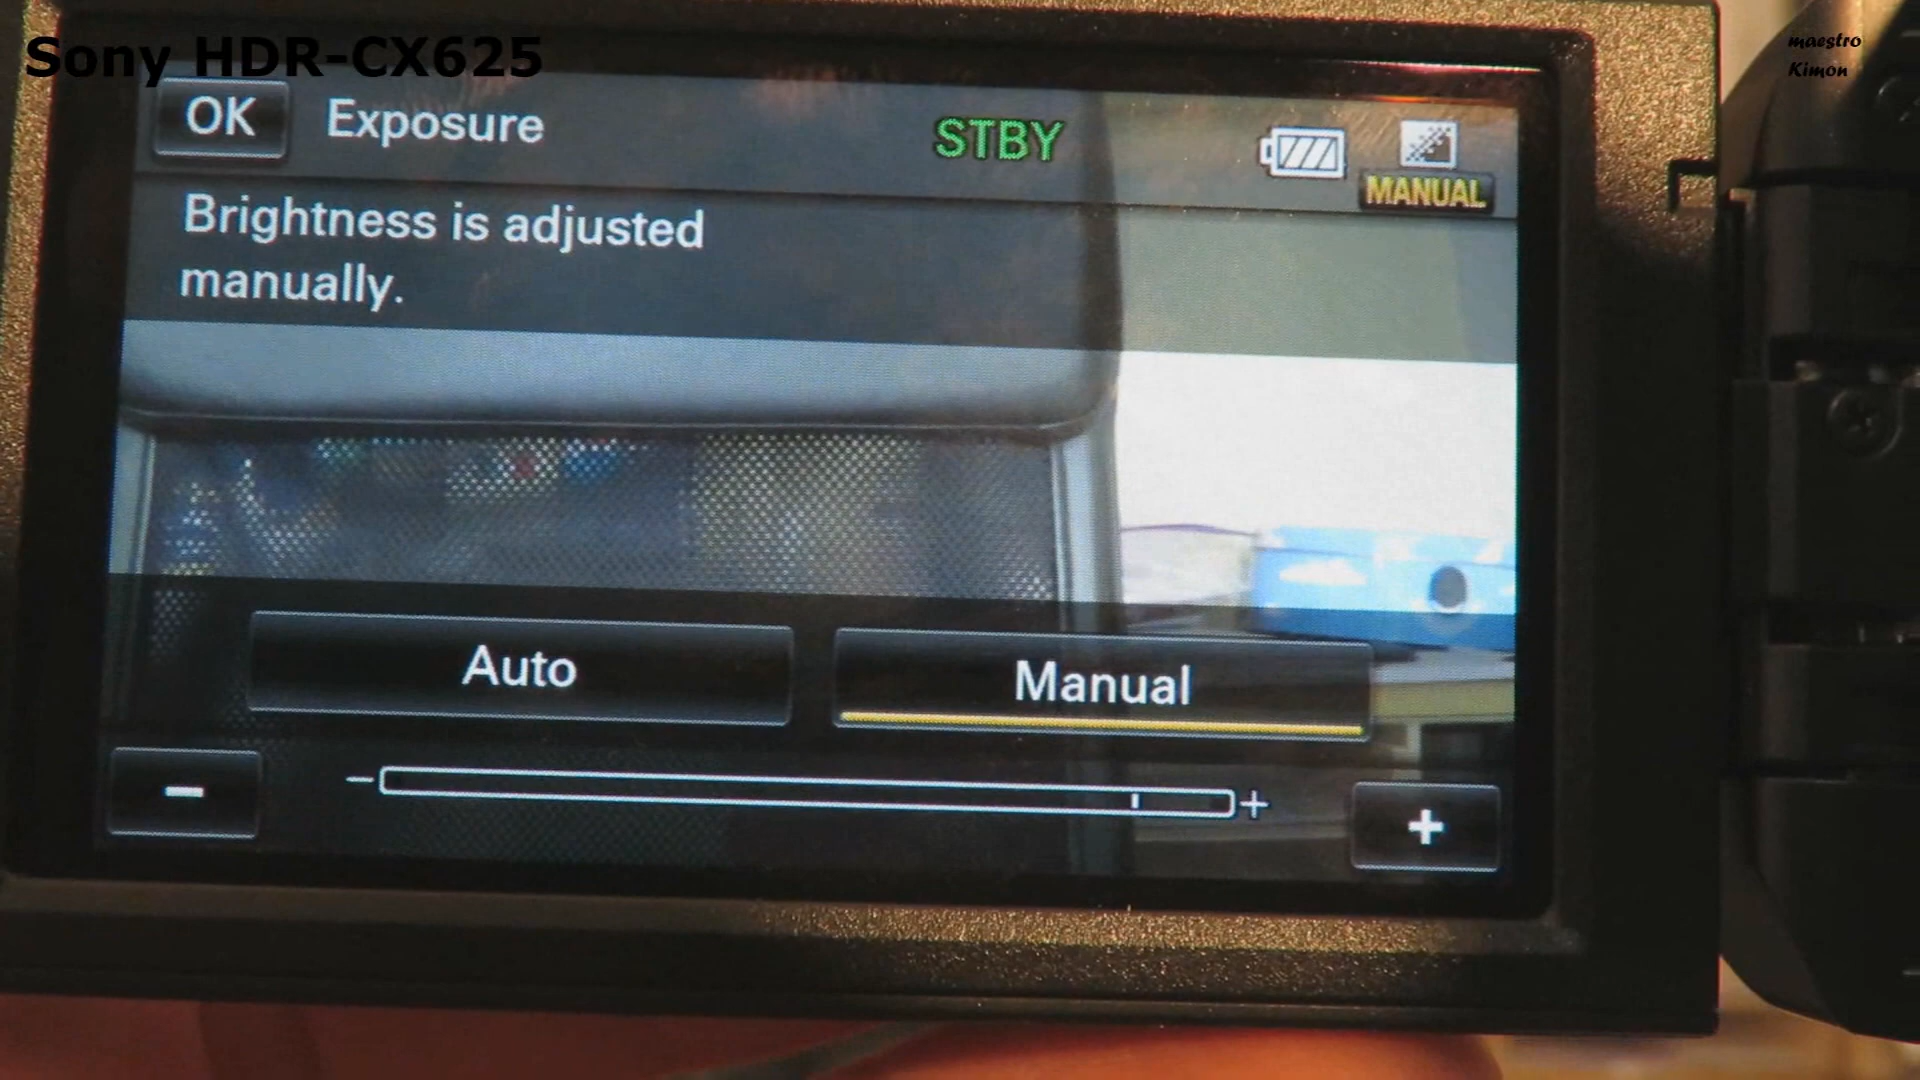 Sony HDR-CX625
maestro
Kimon
OK Exposure STBY
MANUAL
Brightness is adjusted
manually.
Auto Manual
- - + +